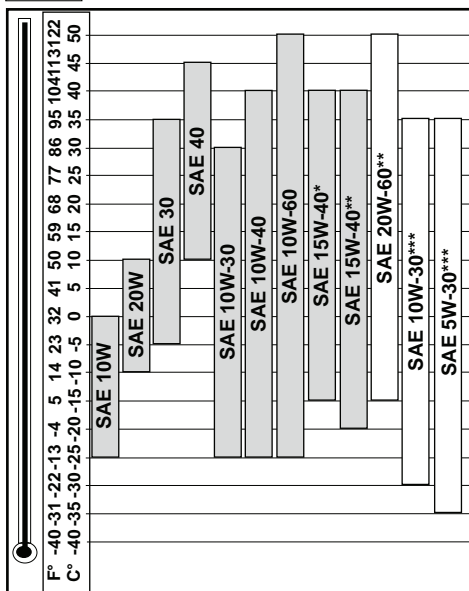 F° -40 -31 -22 -13 -4 5 14 23 32 41 50 59 68 77 86 95 104 113 122
C° -40 -35 -30 -25 -20 -15 -10 -5 0 5 10 15 20 25 30 35 40 45 50
SAE 10W
SAE 20W
SAE 30
SAE 40
SAE 10W-30
SAE 10W-40
SAE 10W-60
SAE 15W-40*
SAE 15W-40**
SAE 20W-60**
SAE 10W-30***
SAE 5W-30***